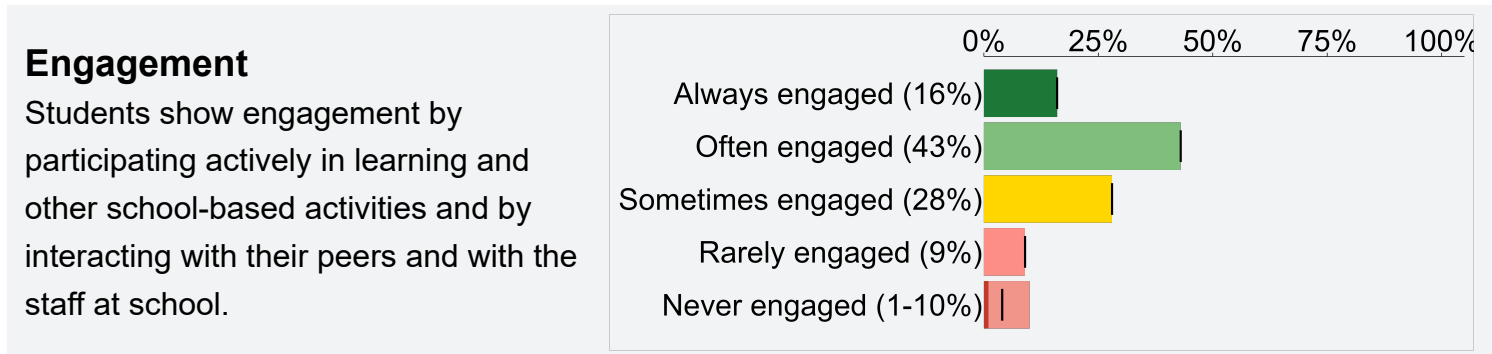 Engagement
Students show engagement by
participating actively in learning and
other school-based activities and by
interacting with their peers and with the
staff at school.
0% 25% 50% 75% 100%
Always engaged (16%)
Often engaged (43%)
Sometimes engaged (28%)
Rarely engaged (9%)
Never engaged (1-10%)